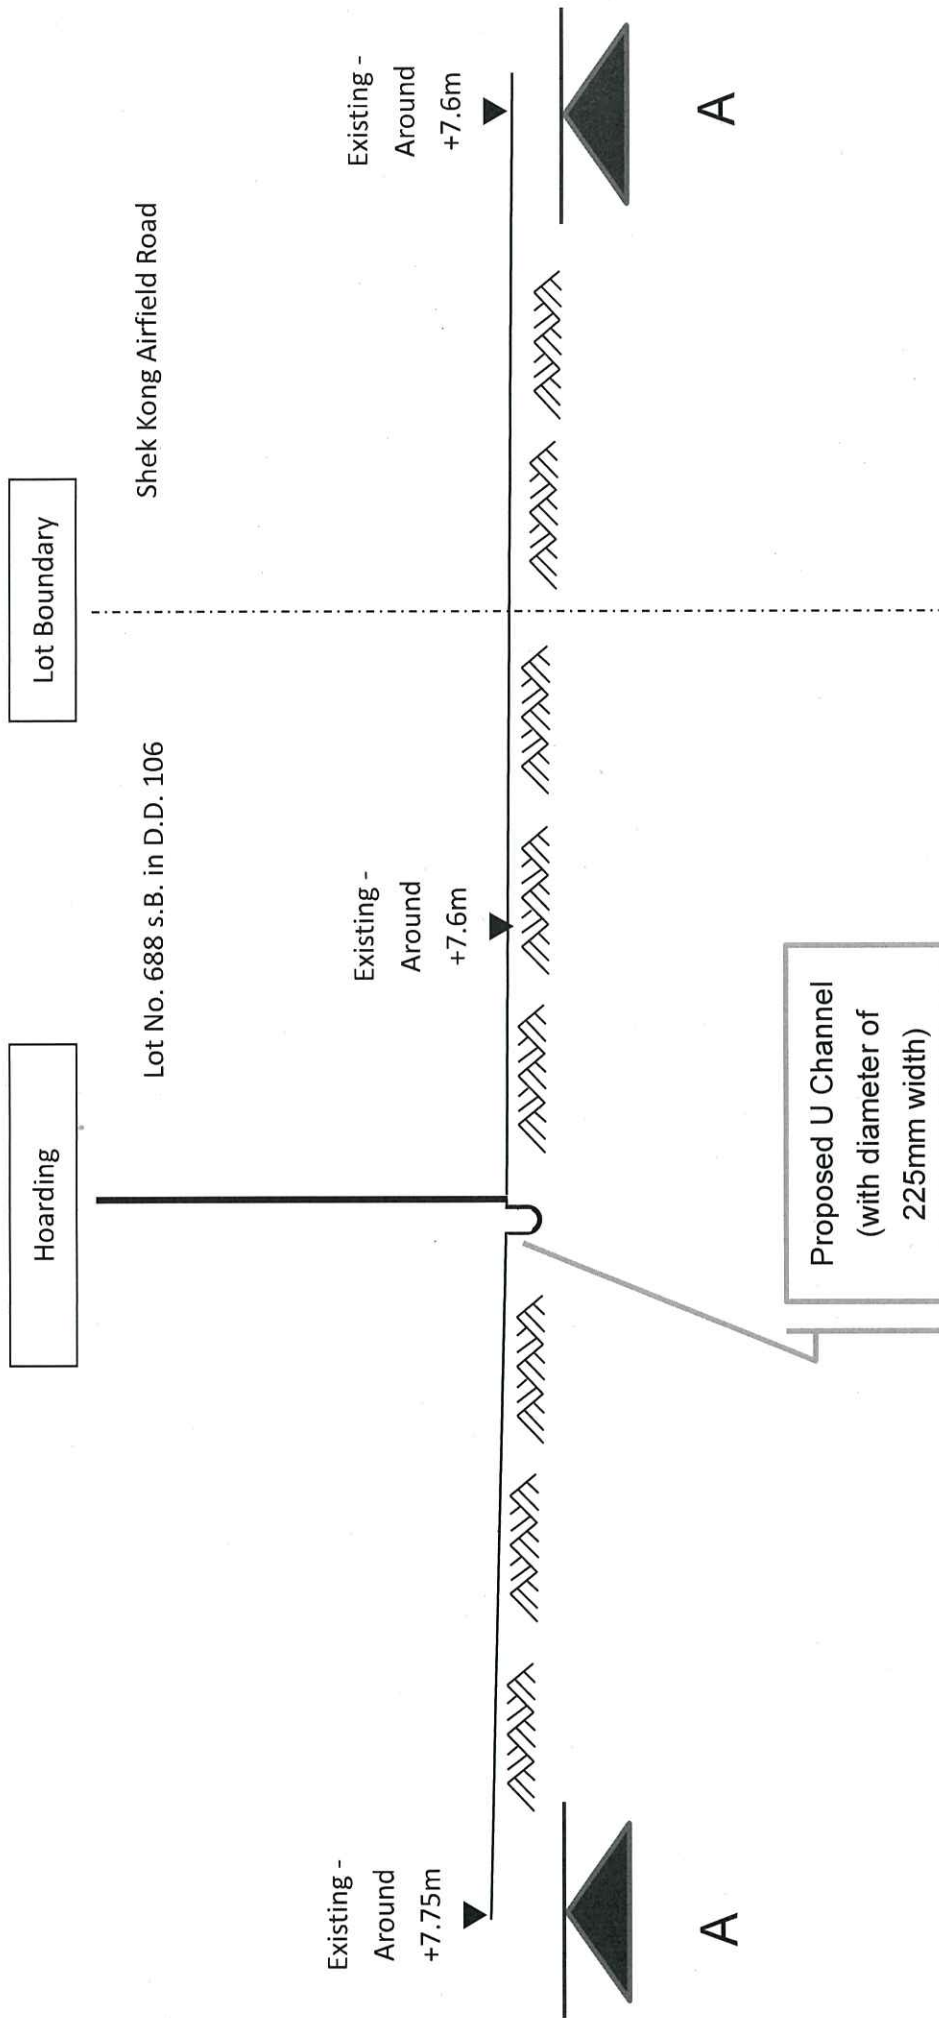 Hoarding
Lot Boundary
Lot No. 688 s.B. in D.D. 106
Shek Kong Airfield Road
Existing -
Around
+7.75m
Existing -
Around
+7.6m
Existing -
Around
+7.6m
A
A
Proposed U Channel
(with diameter of
225mm width)